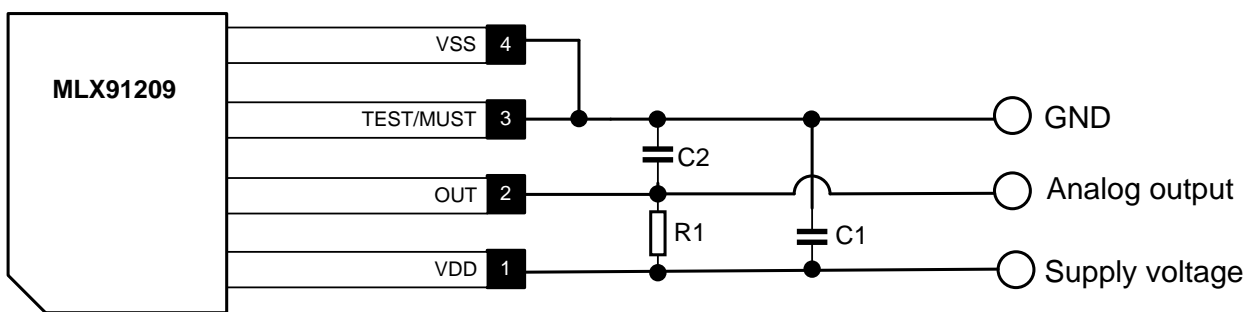 MLX91209
VSS 4
TEST/MUST 3
GND
C2
OUT 2
Analog output
R1
C1
VDD 1
Supply voltage